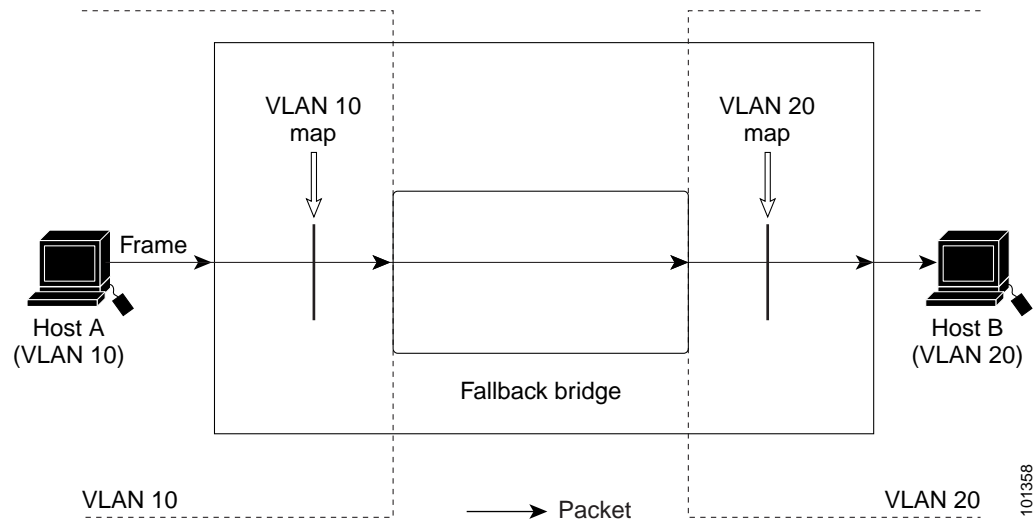 VLAN 10
map
VLAN 20
map
Frame
Host A
(VLAN 10)
Host B
(VLAN 20)
Fallback bridge
VLAN 10
Packet
VLAN 20
101358